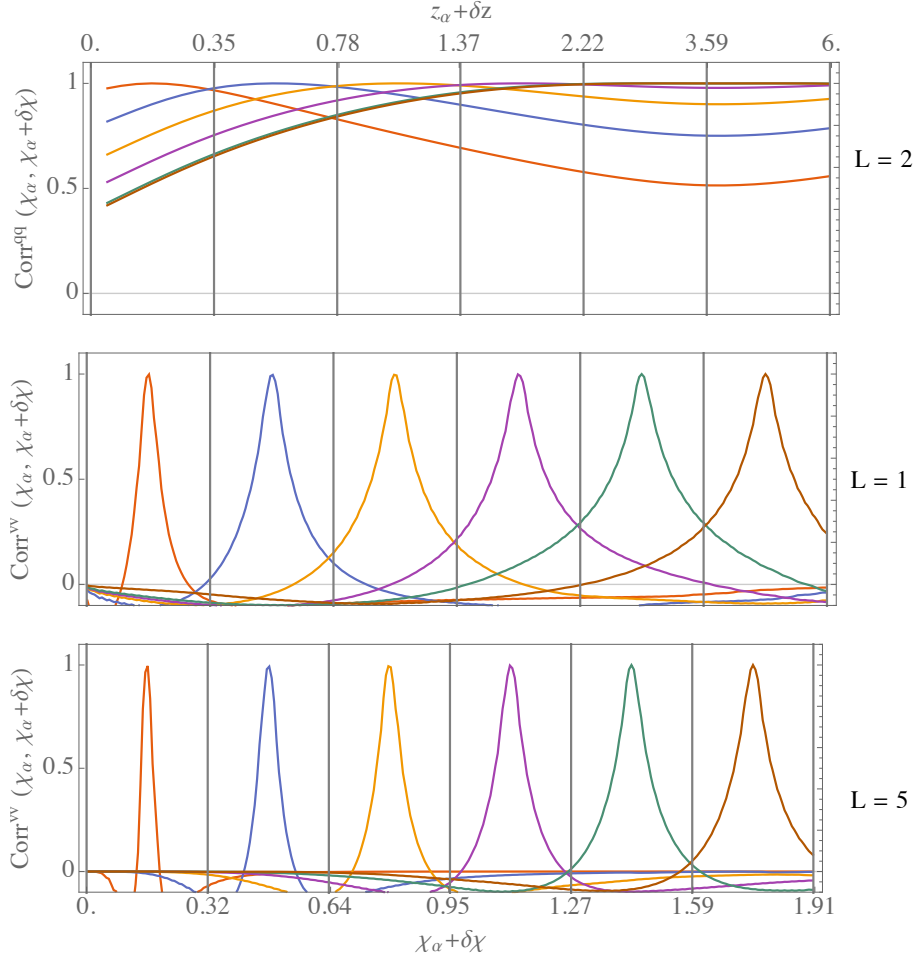 z_α+δz
0. 0.35 0.78 1.37 2.22 3.59 6.
1
0.5
0
Corr^qq (χ_α, χ_α+δχ)
L = 2
1
0.5
0
Corr^vv (χ_α, χ_α+δχ)
L = 1
1
0.5
0
Corr^vv (χ_α, χ_α+δχ)
L = 5
0. 0.32 0.64 0.95 1.27 1.59 1.91
χ_α+δχ